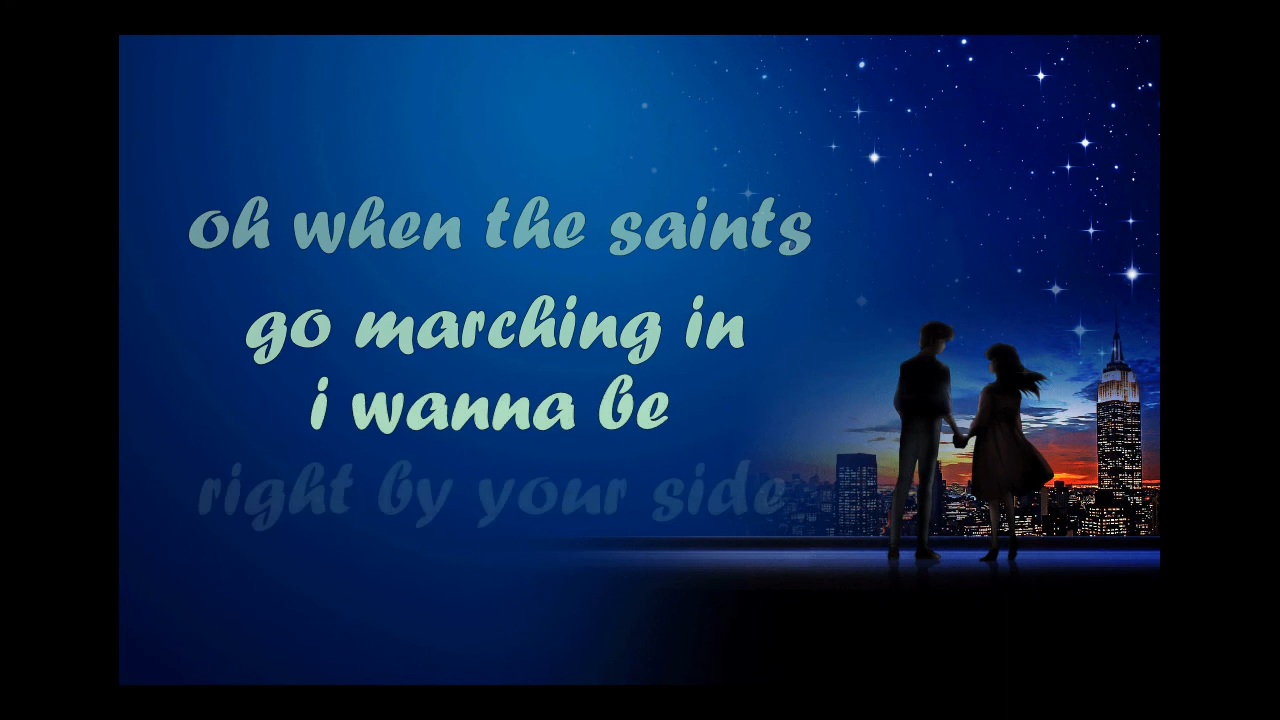 oh when the saints
go marching in
i wanna be
right by your side